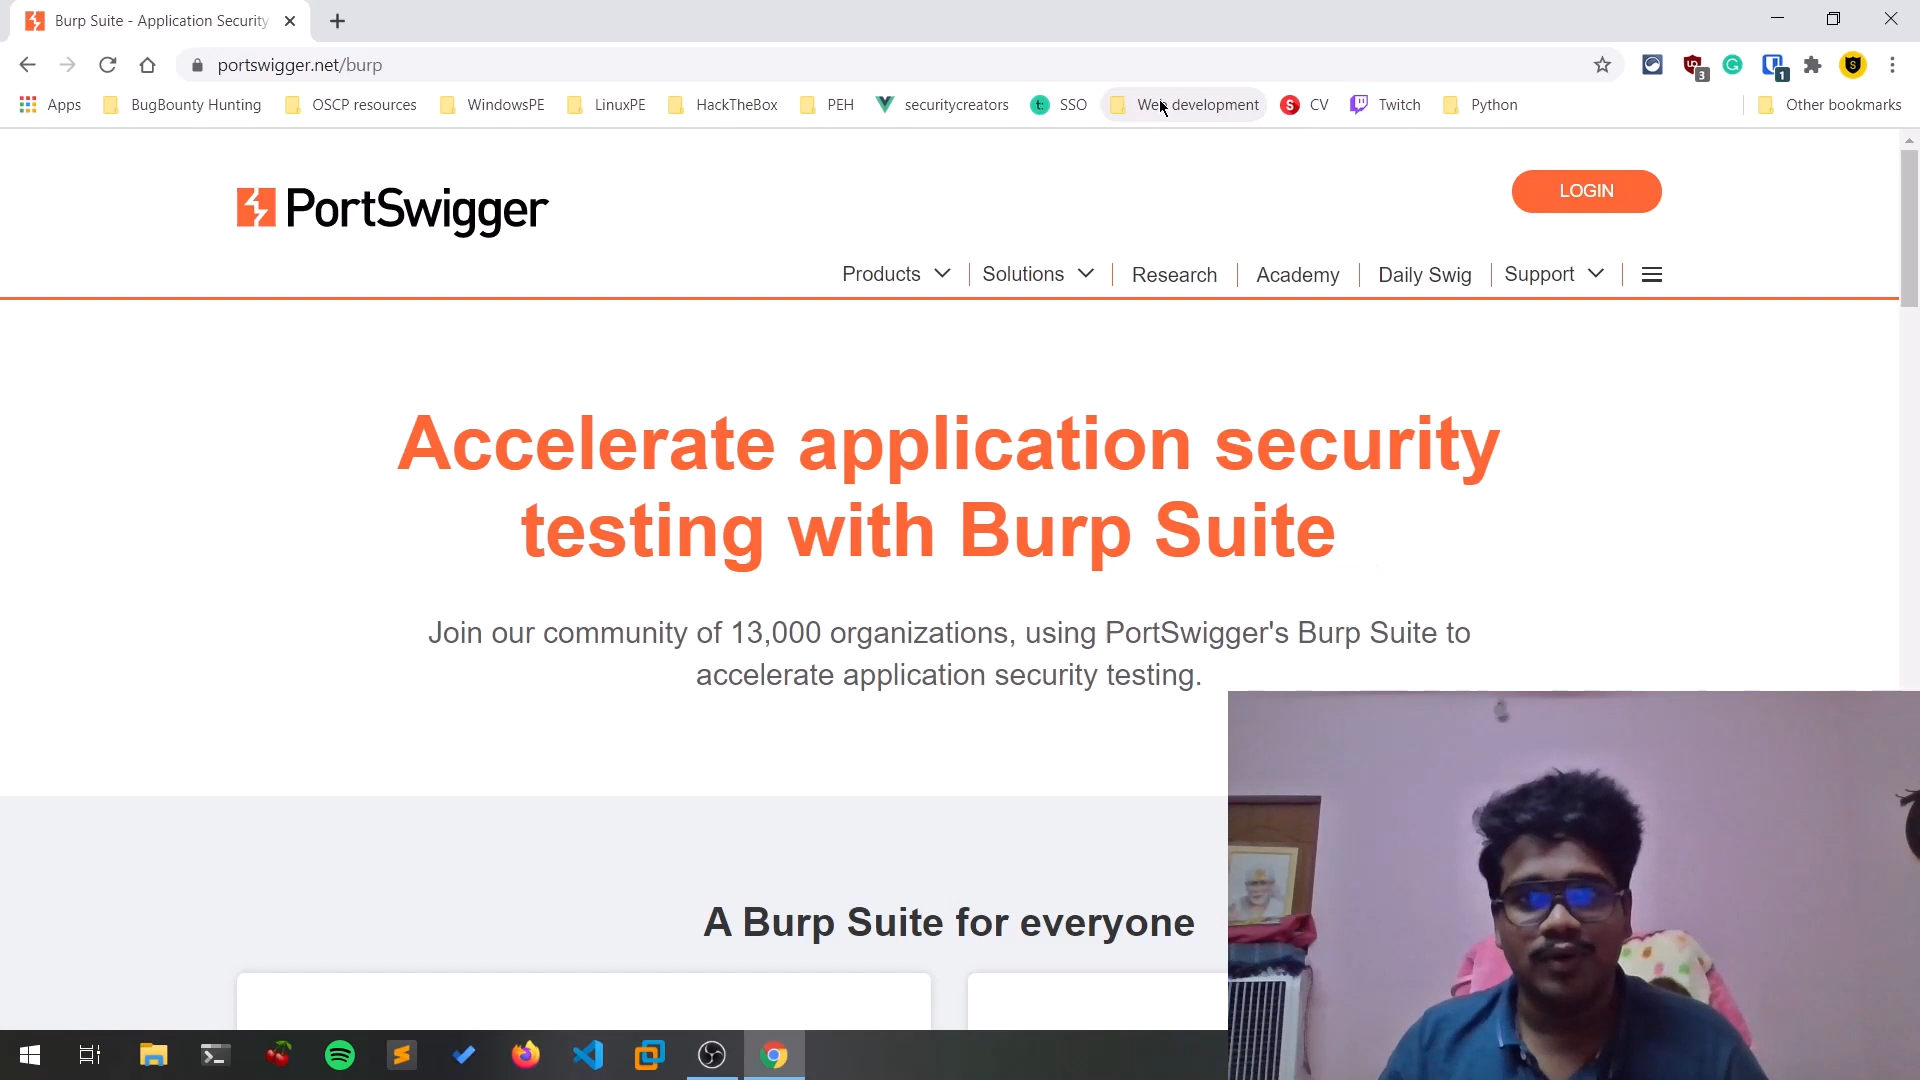 Burp Suite - Application Security
portswigger.net/burp
3
1
Apps
BugBounty Hunting
OSCP resources
WindowsPE
LinuxPE
HackTheBox
PEH
securitycreators
SSO
Web development
CV
Twitch
Python
Other bookmarks
PortSwigger
LOGIN
Products
Solutions
Research
Academy
Daily Swig
Support
Accelerate application security
testing with Burp Suite
Join our community of 13,000 organizations, using PortSwigger's Burp Suite to
accelerate application security testing.
A Burp Suite for everyone